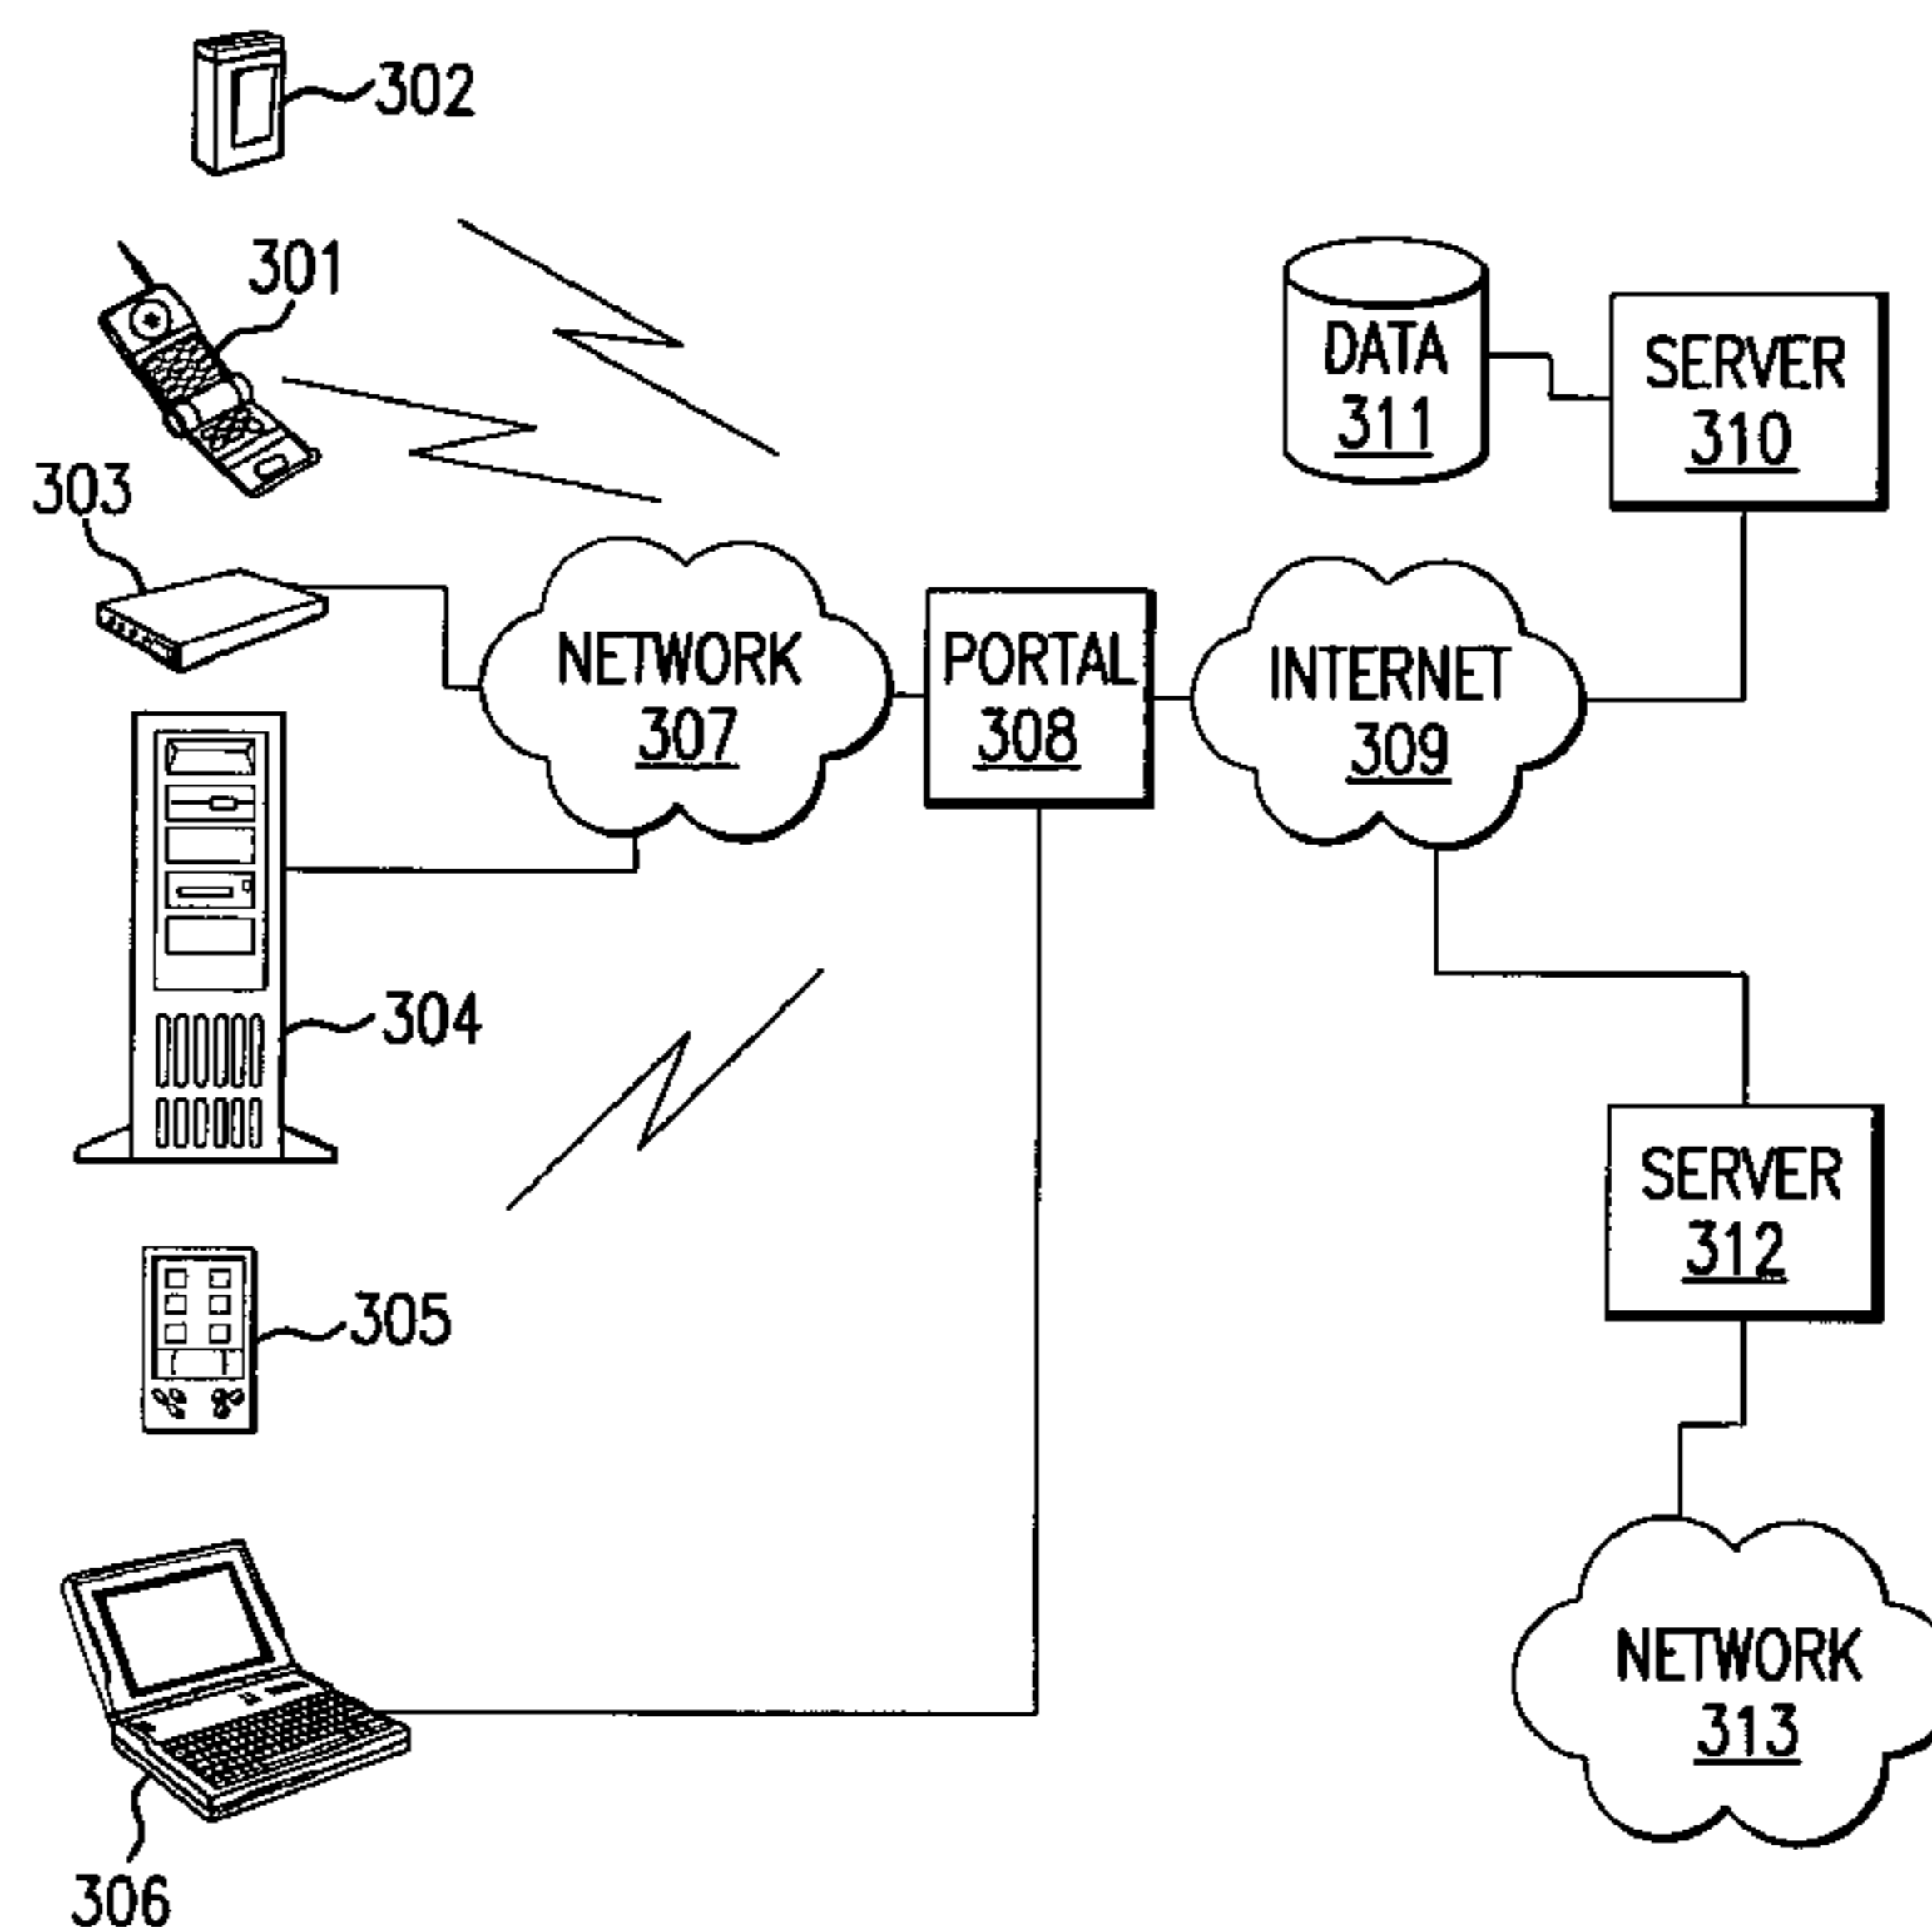 302
301
303
DATA
311
SERVER
310
NETWORK
307
PORTAL
308
INTERNET
309
304
SERVER
312
305
NETWORK
313
306